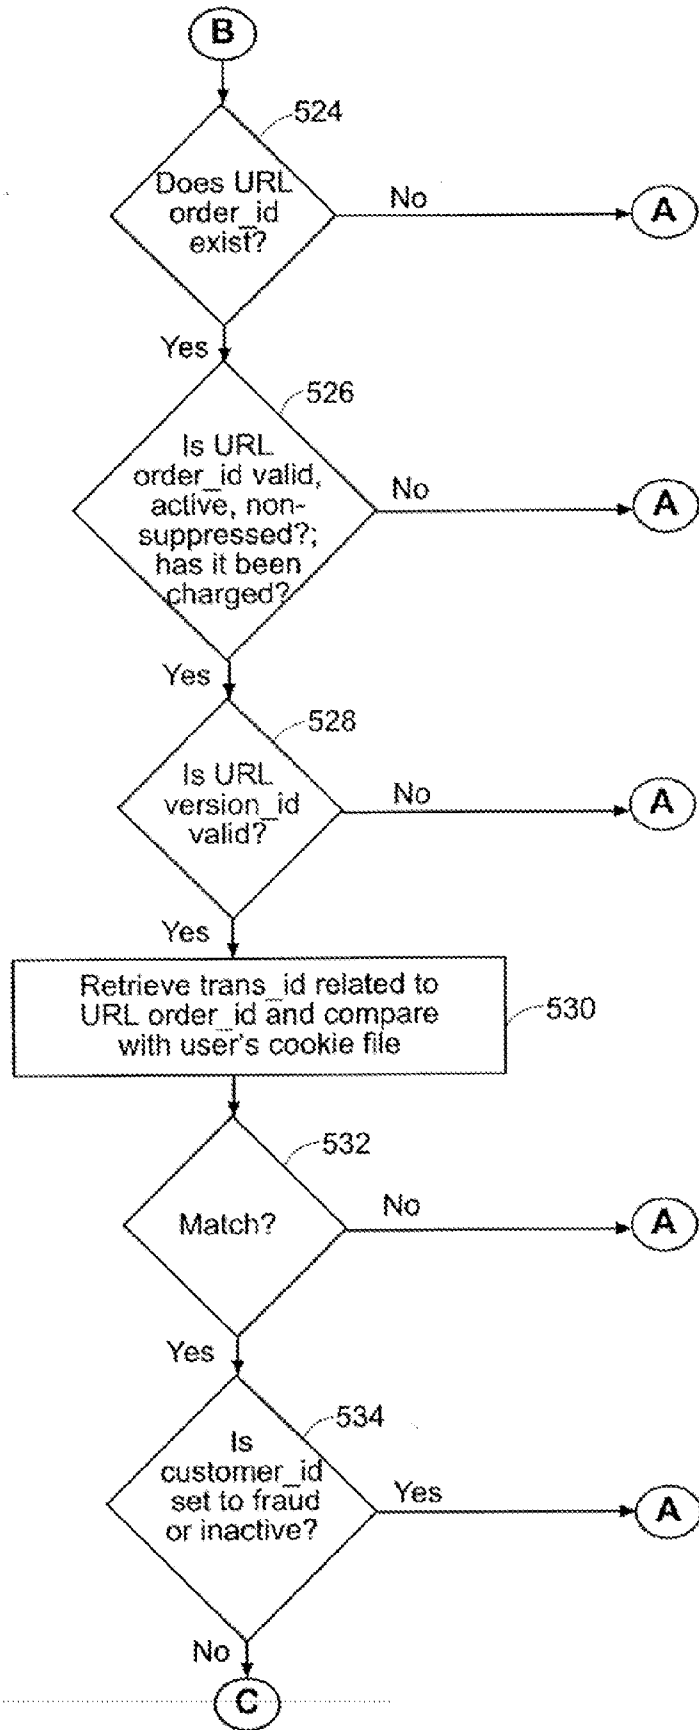 B
524
Does URL
order_id
exist?
No
A
Yes
526
Is URL
order_id valid,
active, non-
suppressed?;
has it been
charged?
No
A
Yes
528
Is URL
version_id
valid?
No
A
Yes
Retrieve trans_id related to
URL order_id and compare
with user's cookie file
530
532
Match?
No
A
Yes
534
Is
customer_id
set to fraud
or inactive?
Yes
A
No
C